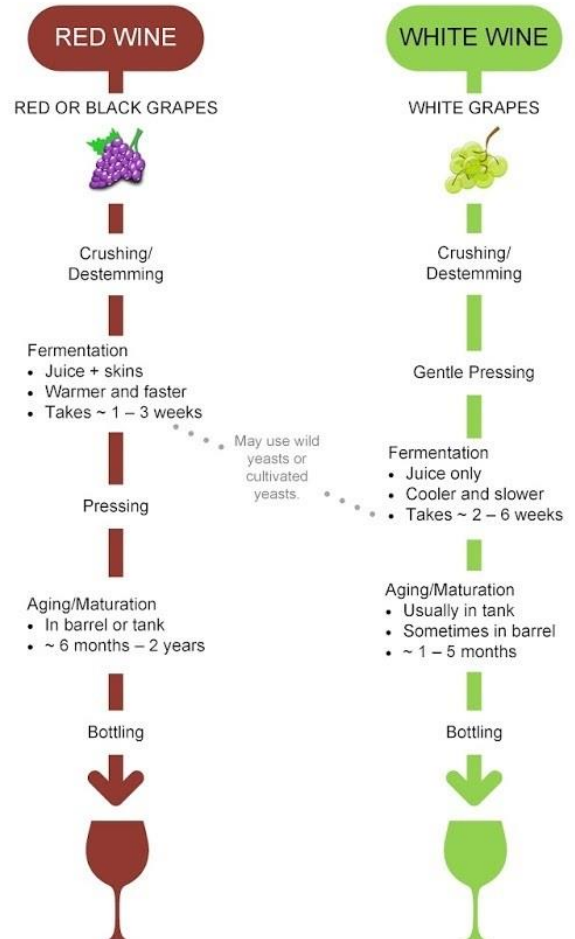 RED WINE
RED OR BLACK GRAPES
Crushing/
Destemming
Fermentation
• Juice + skins
• Warmer and faster
• Takes ~ 1 – 3 weeks
Pressing
Aging/Maturation
• In barrel or tank
• ~ 6 months – 2 years
Bottling
May use wild
yeasts or
cultivated
yeasts.
WHITE WINE
WHITE GRAPES
Crushing/
Destemming
Gentle Pressing
Fermentation
• Juice only
• Cooler and slower
• Takes ~ 2 – 6 weeks
Aging/Maturation
• Usually in tank
• Sometimes in barrel
• ~ 1 – 5 months
Bottling